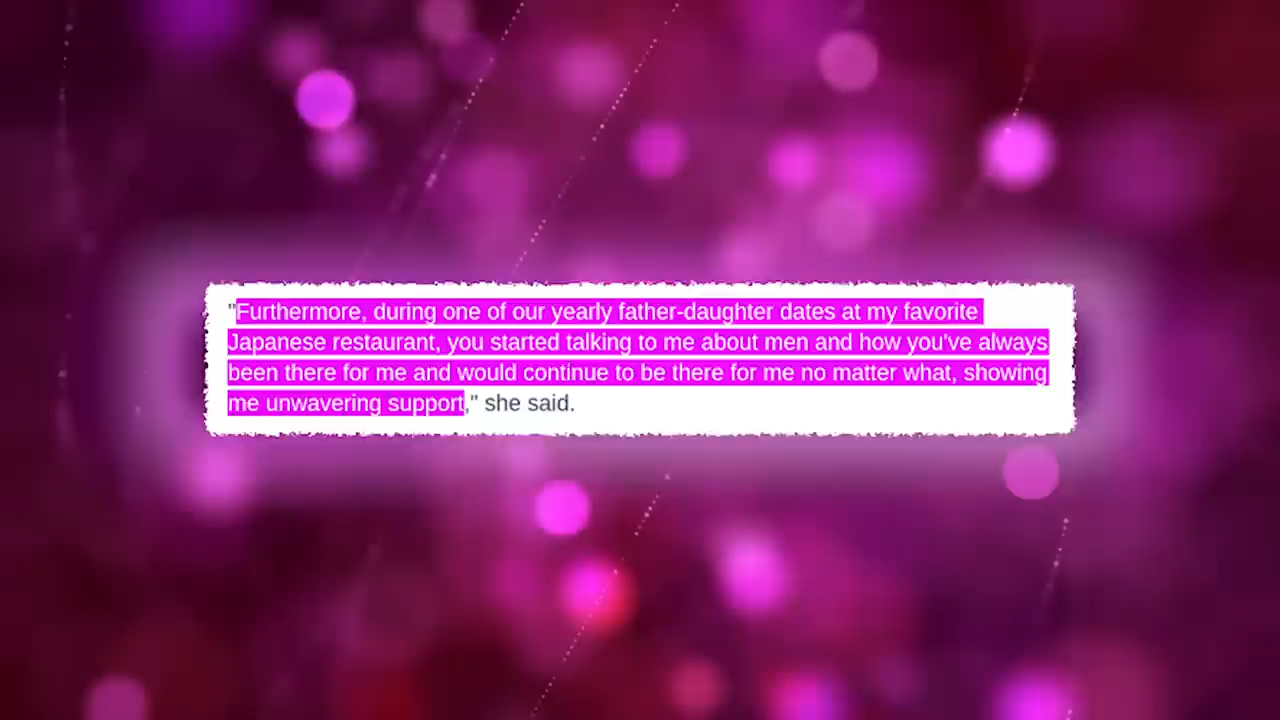 "Furthermore, during one of our yearly father-daughter dates at my favorite
Japanese restaurant, you started talking to me about men and how you've always
been there for me and would continue to be there for me no matter what, showing
me unwavering support," she said.